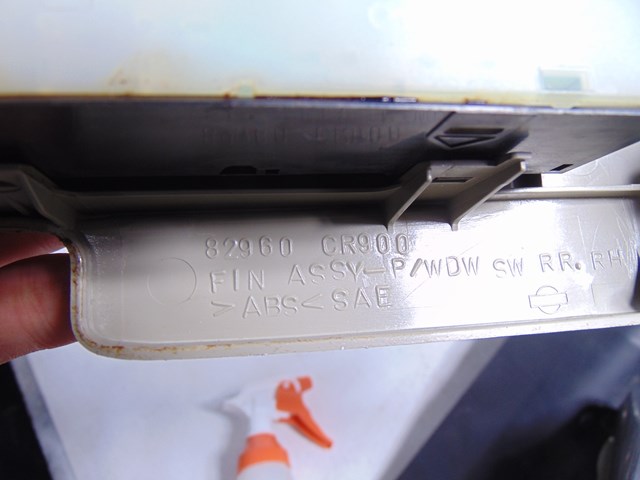 82960 CR900
FIN ASSY-P/WDW SW RR. RH
>ABS< SAE